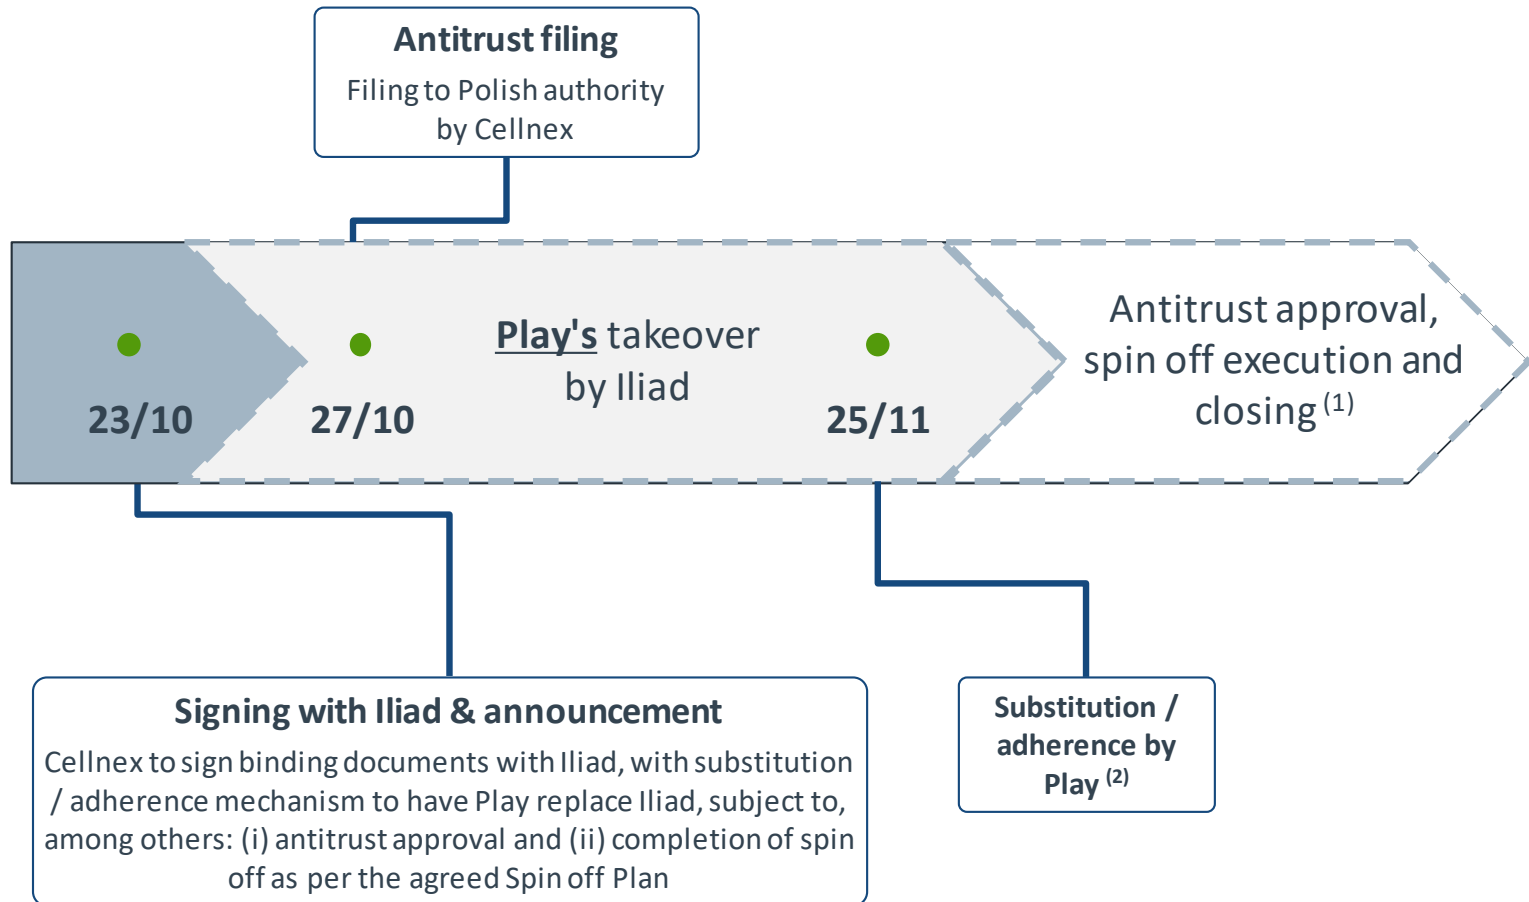 Antitrust filing
Filing to Polish authority
by Cellnex
23/10
27/10
Play's takeover
by Iliad
25/11
Antitrust approval,
spin off execution and
closing (1)
Signing with Iliad & announcement
Cellnex to sign binding documents with Iliad, with substitution
/ adherence mechanism to have Play replace Iliad, subject to,
among others: (i) antitrust approval and (ii) completion of spin
off as per the agreed Spin off Plan
Substitution /
adherence by
Play (2)